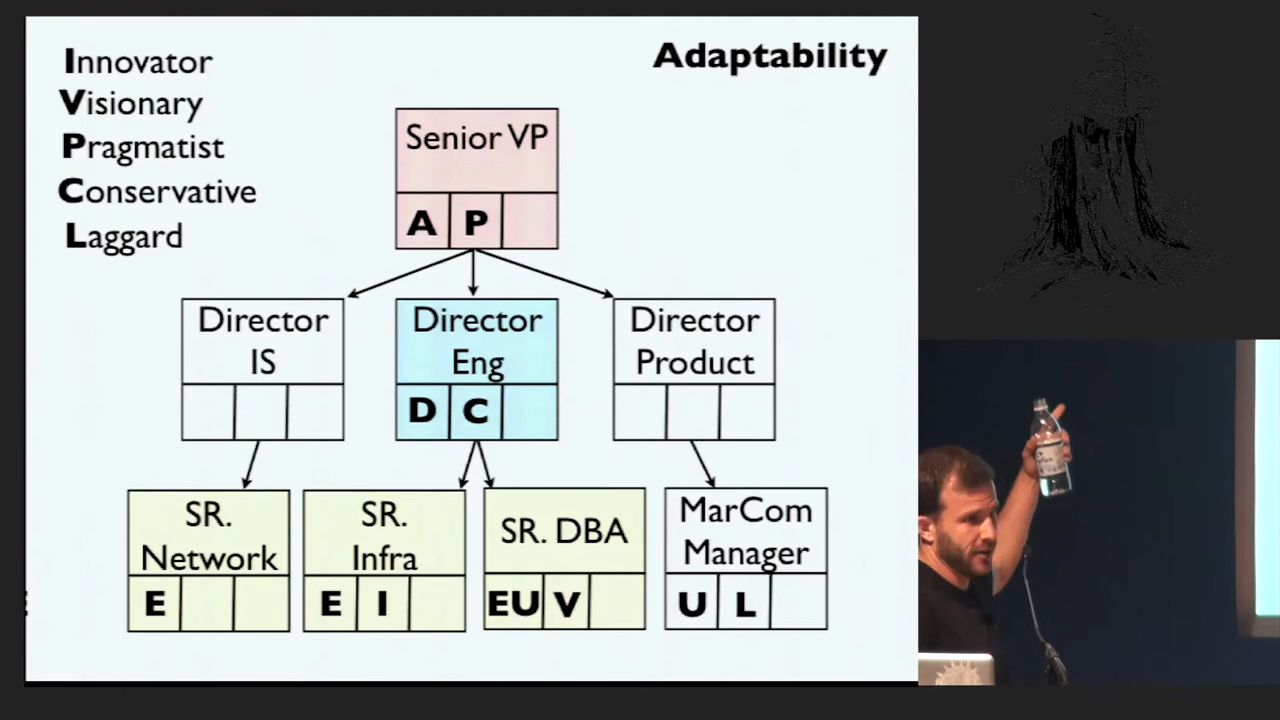 Adaptability
Innovator
Visionary
Pragmatist
Conservative
Laggard
Senior VP
A P
Director
IS
Director
Eng
D C
Director
Product
SR.
Network
E
SR.
Infra
E I
SR. DBA
EU V
MarCom
Manager
U L